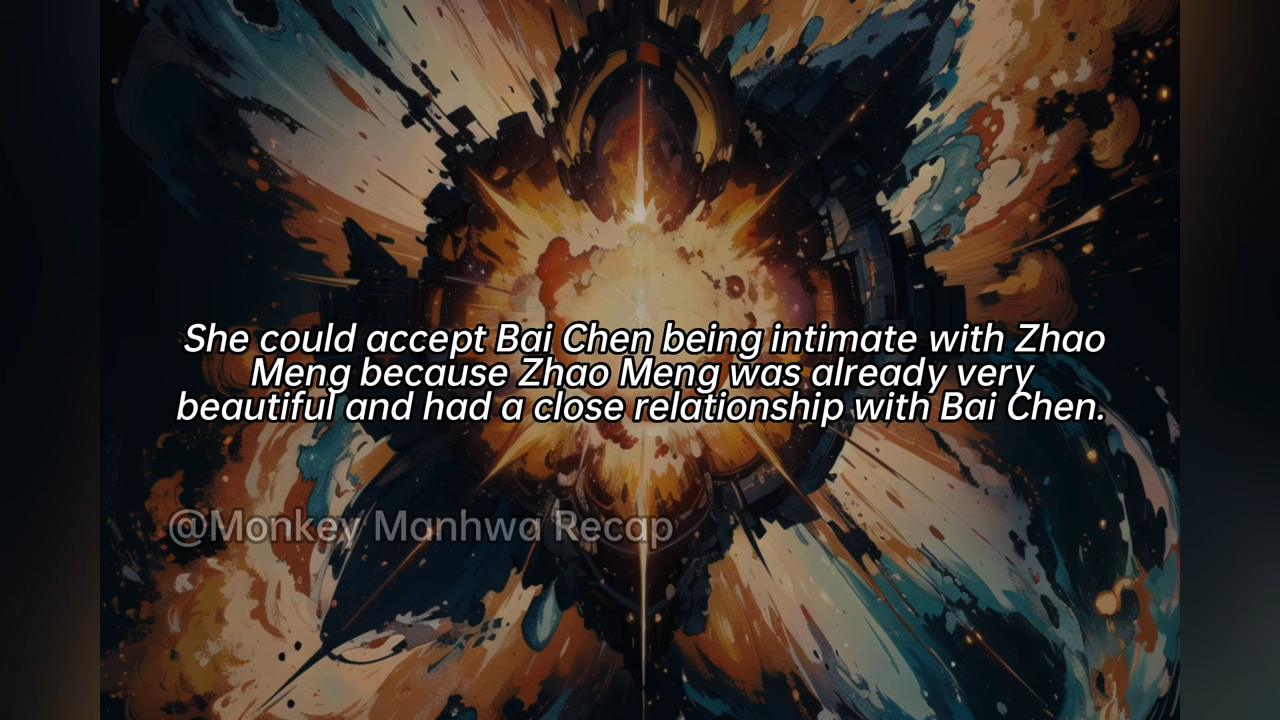 She could accept Bai Chen being intimate with Zhao
Meng because Zhao Meng was already very
beautiful and had a close relationship with Bai Chen.
@Monkey Manhwa Recap